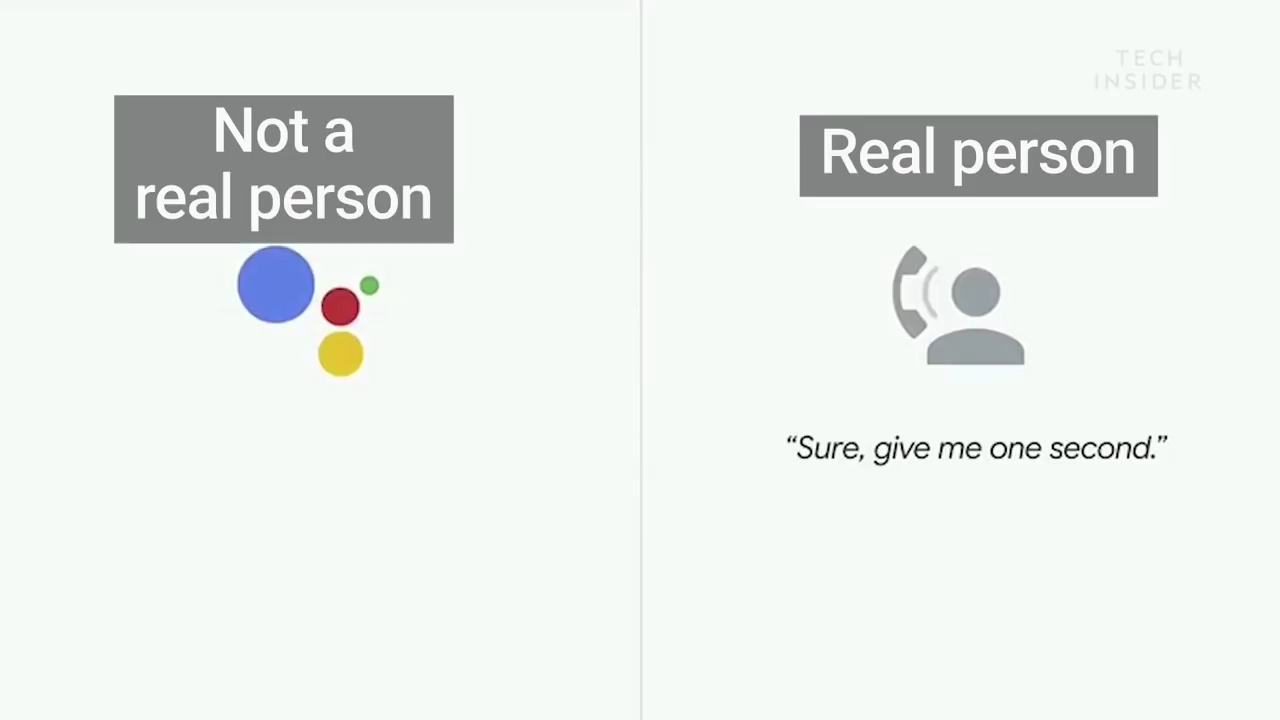 Not a
real person
TECH
INSIDER
Real person
“Sure, give me one second.”